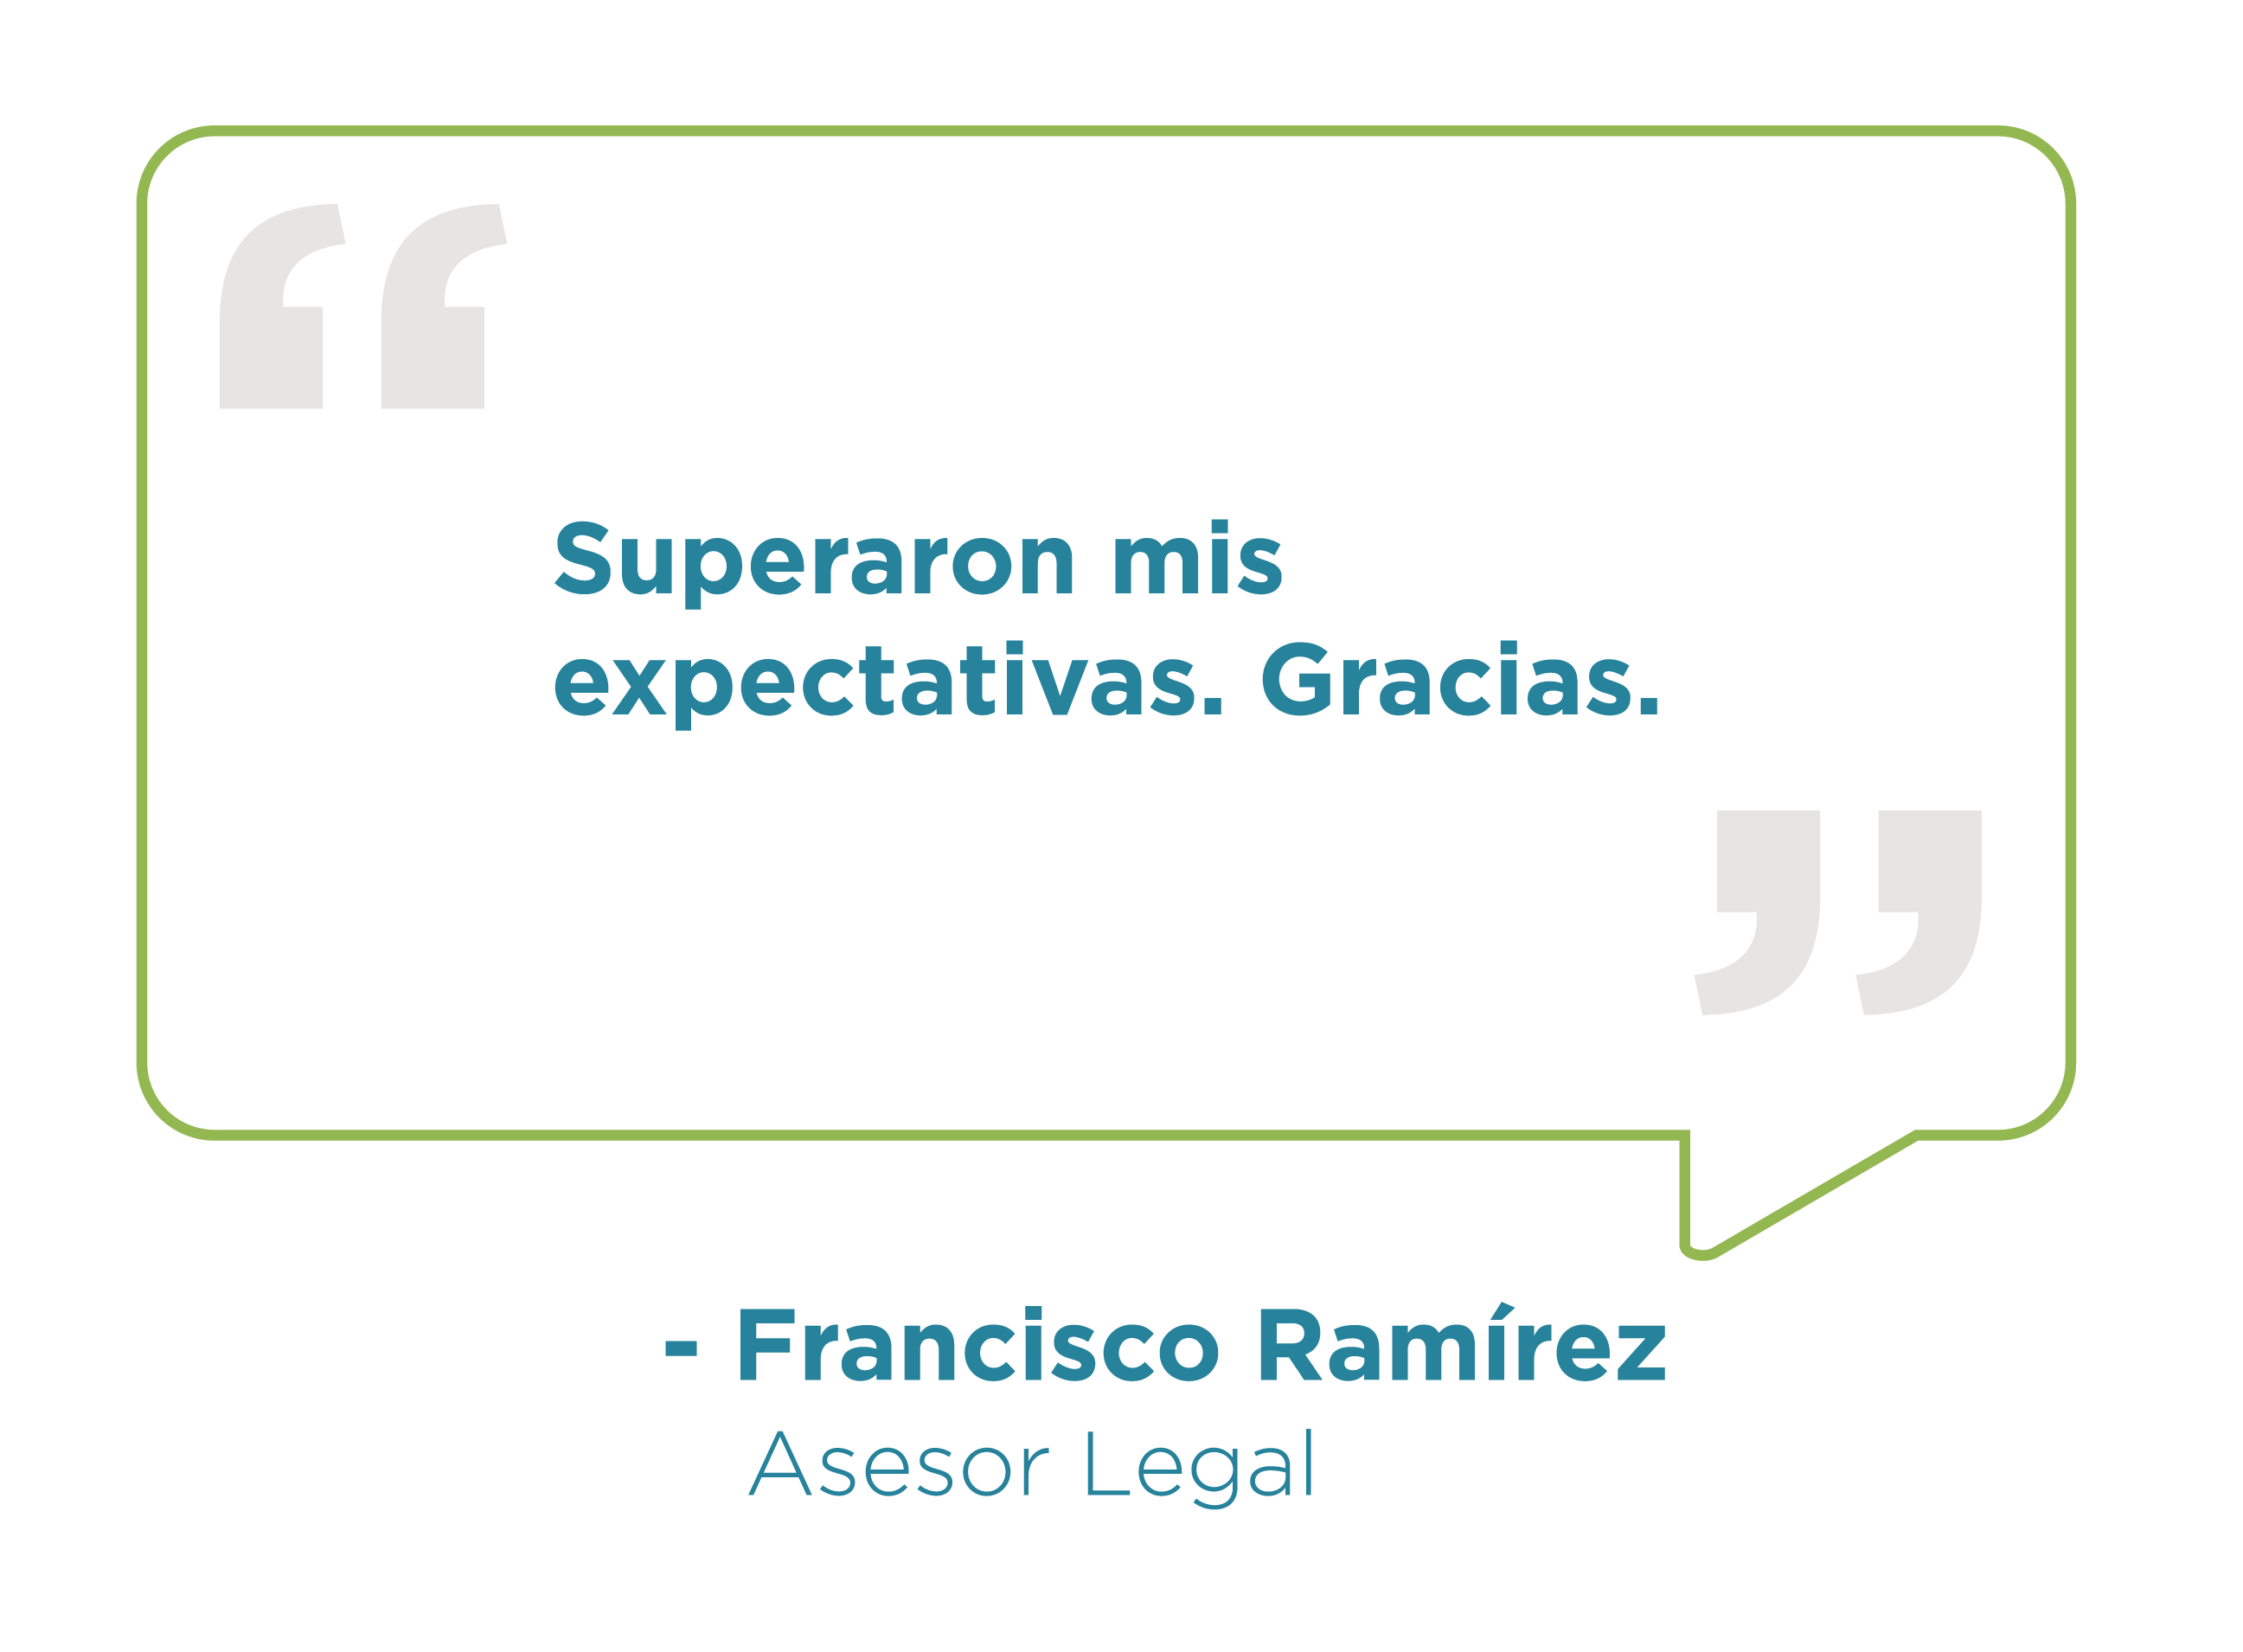 “
Superaron mis
expectativas. Gracias.
”
- Francisco Ramírez
Asesor Legal